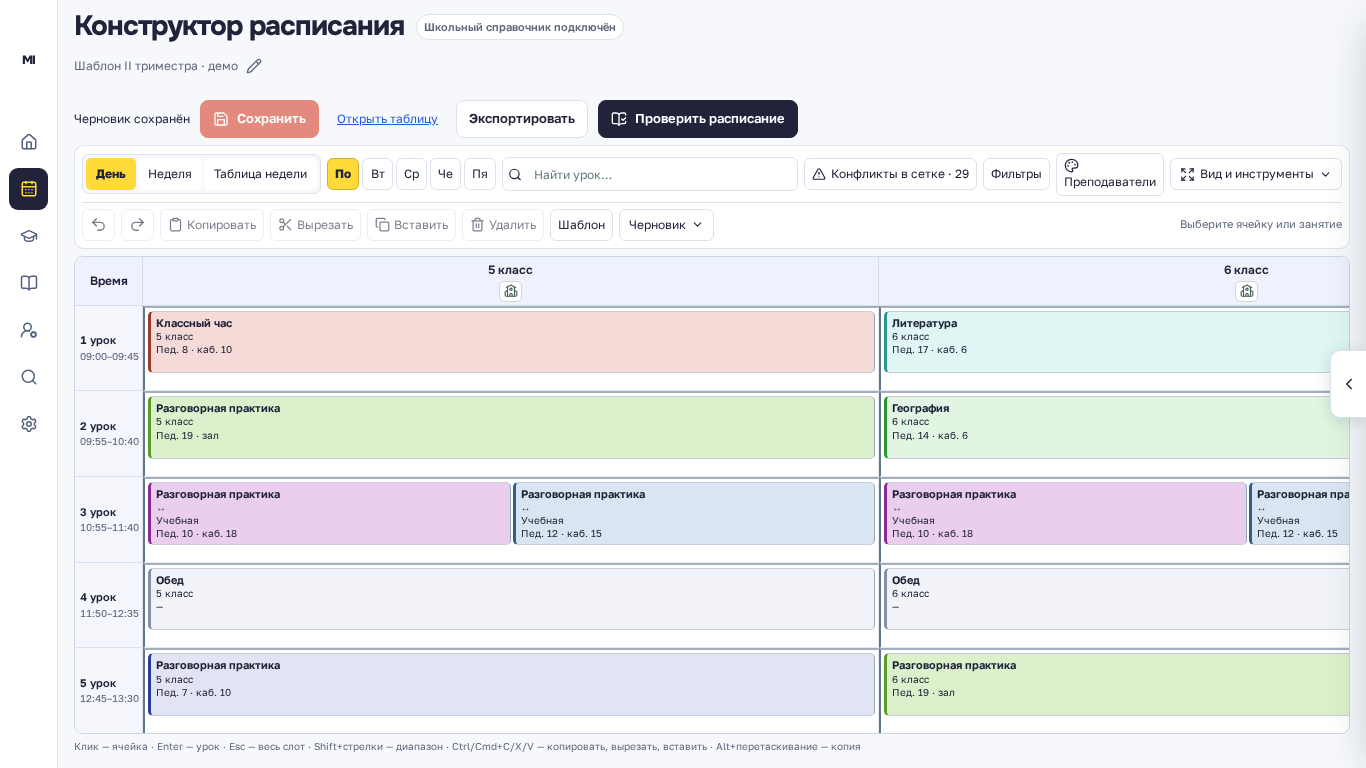 Конструктор расписания
Школьный справочник подключён
MI
Шаблон II триместра · демо
Черновик сохранён
Сохранить
Открыть таблицу
Экспортировать
Проверить расписание
День
Неделя
Таблица недели
По
Вт
Ср
Че
Пя
Найти урок...
Конфликты в сетке · 29
Фильтры
Преподаватели
Вид и инструменты
Копировать
Вырезать
Вставить
Удалить
Шаблон
Черновик
Выберите ячейку или занятие
Время
5 класс
6 класс
1 урок
09:00–09:45
Классный час
5 класс
Пед. 8 · каб. 10
Литература
6 класс
Пед. 17 · каб. 6
2 урок
09:55–10:40
Разговорная практика
5 класс
Пед. 19 · зал
География
6 класс
Пед. 14 · каб. 6
3 урок
10:55–11:40
Разговорная практика
↔
Учебная
Пед. 10 · каб. 18
Разговорная практика
↔
Учебная
Пед. 12 · каб. 15
Разговорная практика
↔
Учебная
Пед. 10 · каб. 18
Разговорная пра
↔
Учебная
Пед. 12 · каб. 15
4 урок
11:50–12:35
Обед
5 класс
—
Обед
6 класс
—
5 урок
12:45–13:30
Разговорная практика
5 класс
Пед. 7 · каб. 10
Разговорная практика
6 класс
Пед. 19 · зал
Клик — ячейка · Enter — урок · Esc — весь слот · Shift+стрелки — диапазон · Ctrl/Cmd+C/X/V — копировать, вырезать, вставить · Alt+перетаскивание — копия